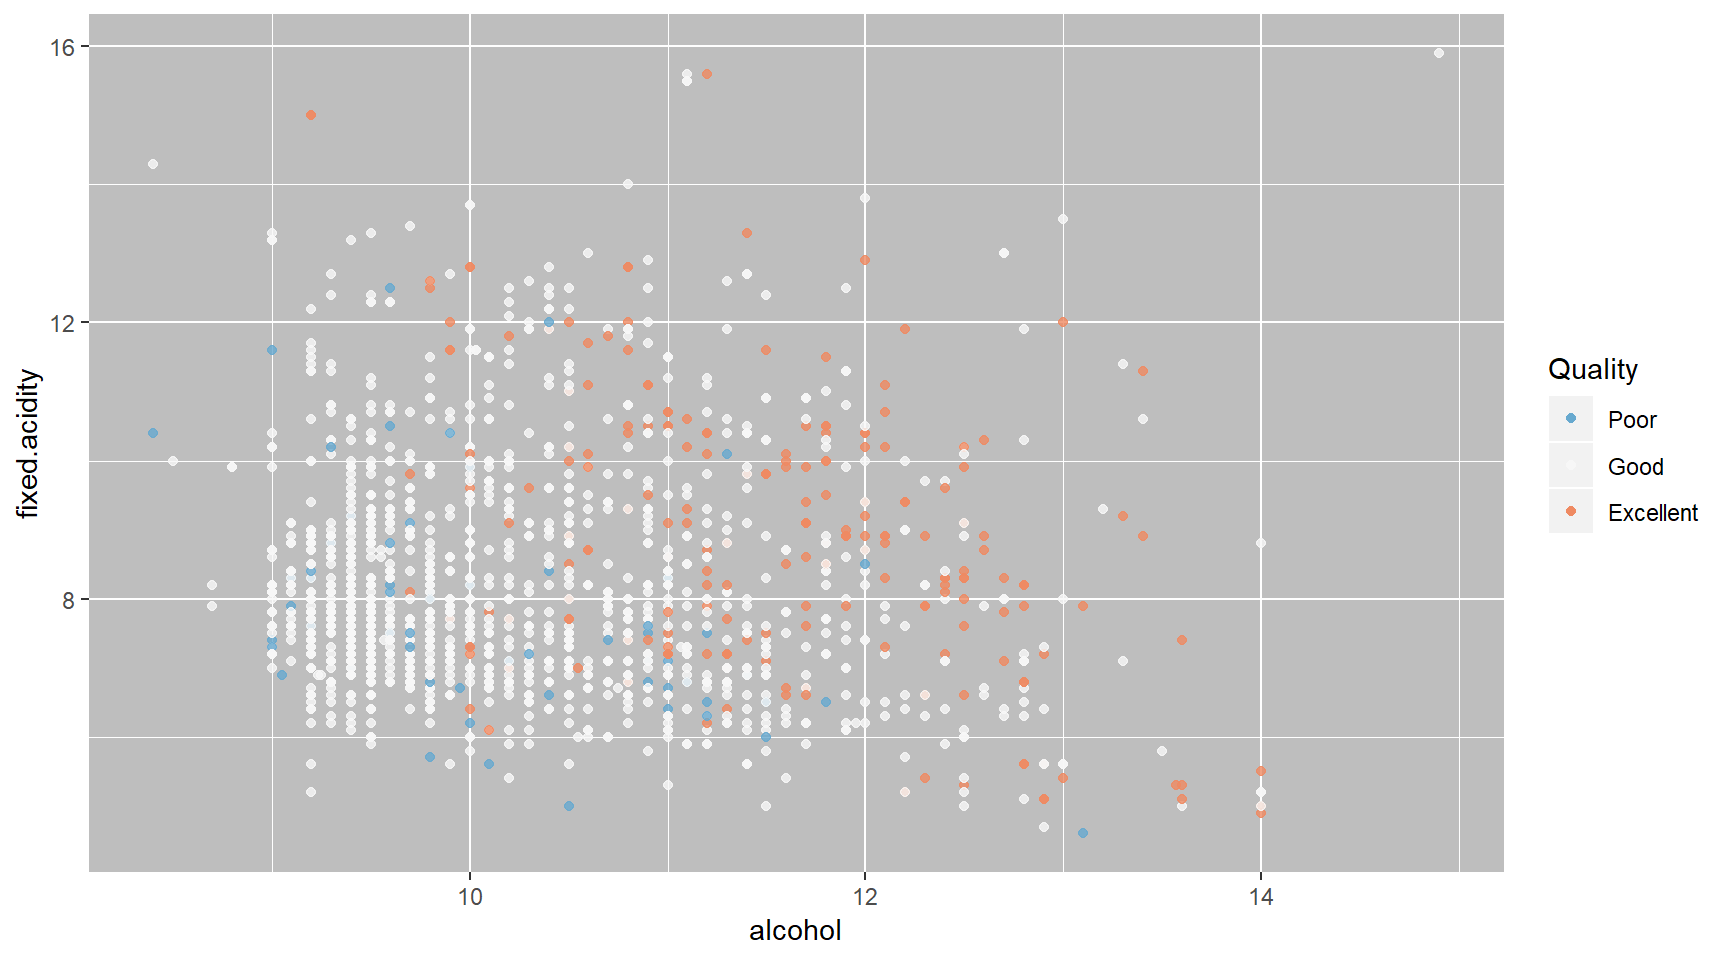 16
12
8
fixed.acidity
10
12
14
alcohol
Quality
Poor
Good
Excellent